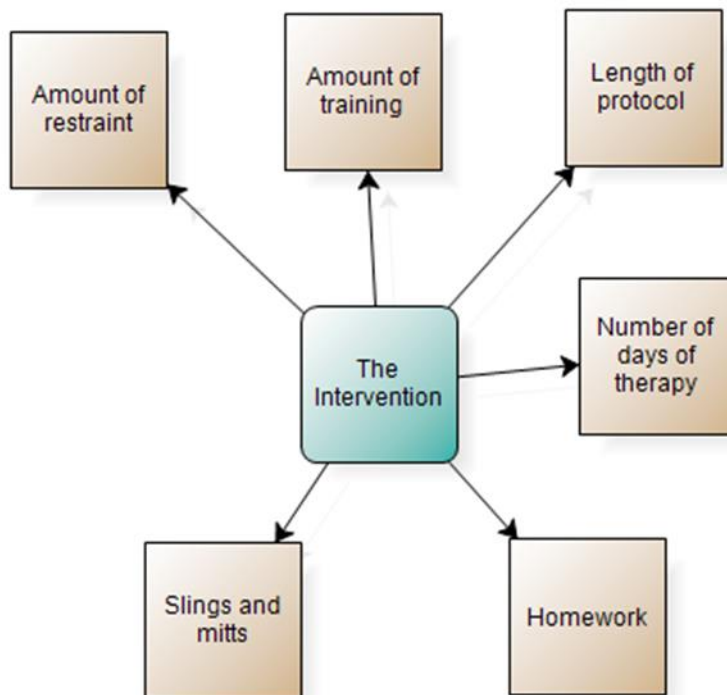 Amount of
restraint
Amount of
training
Length of
protocol
Number of
days of
therapy
The
Intervention
Slings and
mitts
Homework